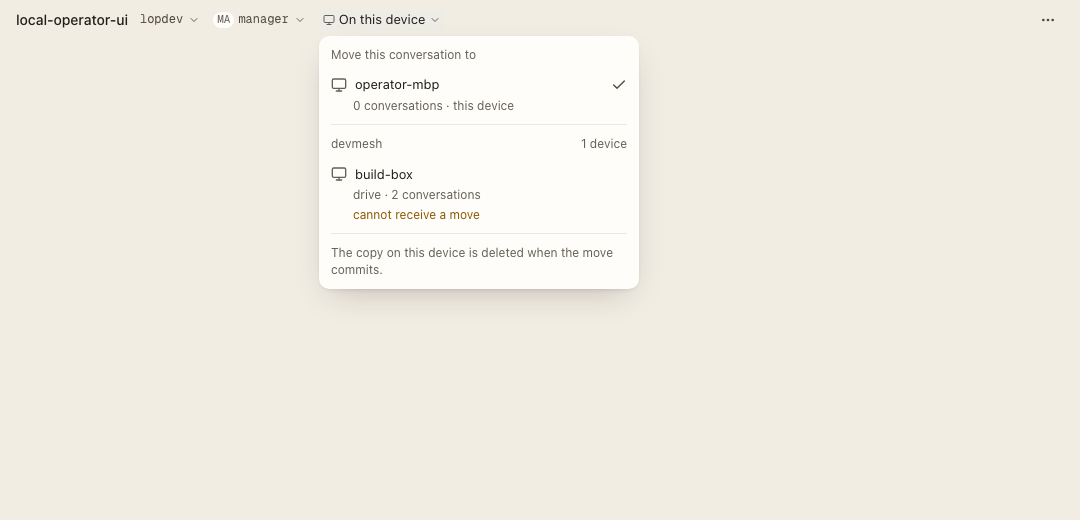 local-operator-ui lopdev MA manager On this device
Move this conversation to
operator-mbp
0 conversations · this device
devmesh 1 device
build-box
drive · 2 conversations
cannot receive a move
The copy on this device is deleted when the move
commits.